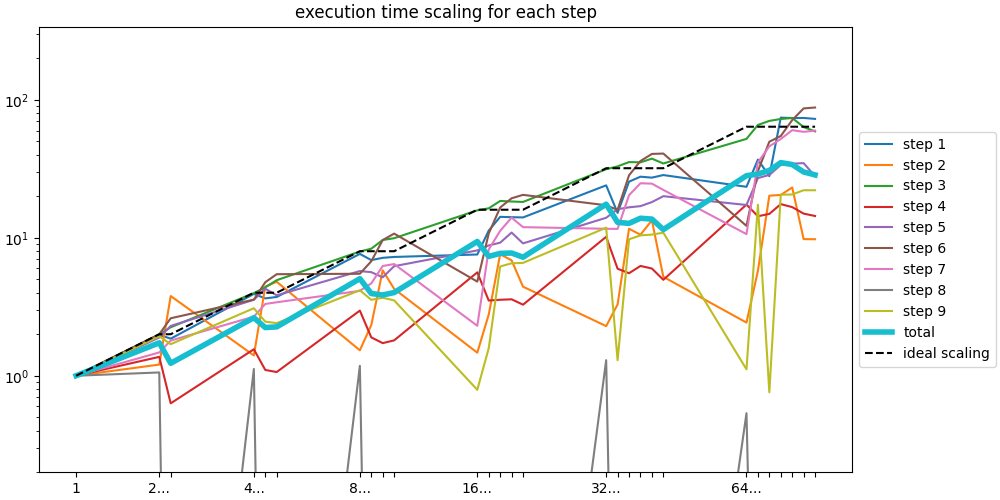 execution time scaling for each step
10²
10¹
10⁰
1
2...
4...
8...
16...
32...
64...
step 1
step 2
step 3
step 4
step 5
step 6
step 7
step 8
step 9
total
ideal scaling